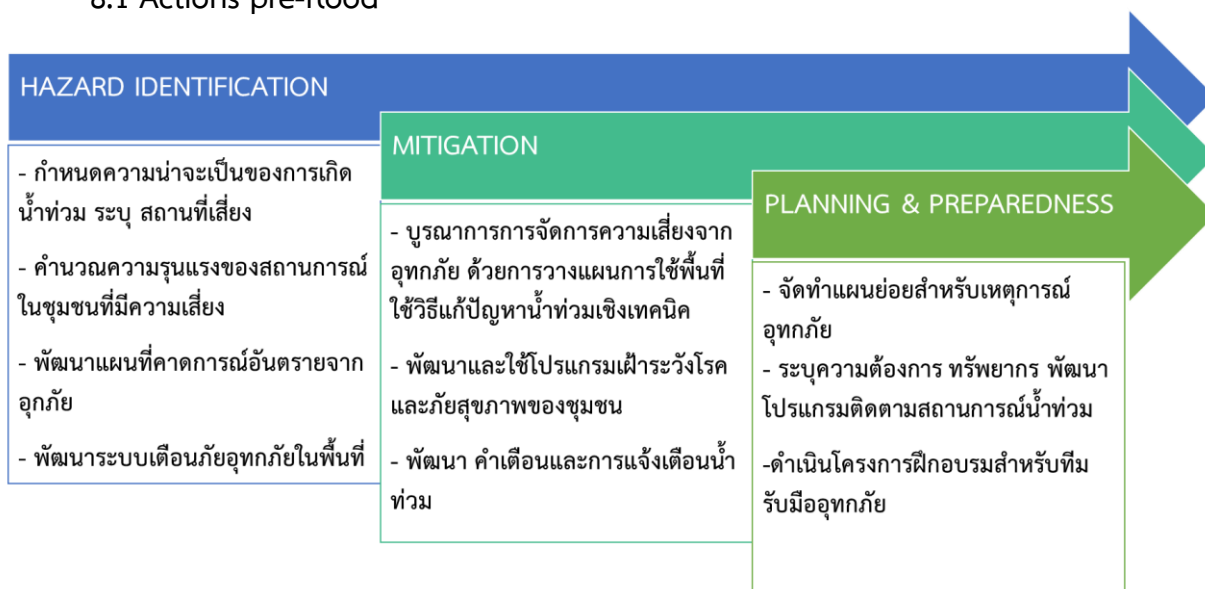 8.1 Actions pre-flood
HAZARD IDENTIFICATION
- กำหนดความน่าจะเป็นของการเกิด
น้ำท่วม ระบุ สถานที่เสี่ยง
- คำนวณความรุนแรงของสถานการณ์
ในชุมชนที่มีความเสี่ยง
- พัฒนาแผนที่คาดการณ์อันตรายจาก
อุกภัย
- พัฒนาระบบเตือนภัยอุทกภัยในพื้นที่
MITIGATION
- บูรณาการการจัดการความเสี่ยงจาก
อุทกภัย ด้วยการวางแผนการใช้พื้นที่
ใช้วิธีแก้ปัญหาน้ำท่วมเชิงเทคนิค
- พัฒนาและใช้โปรแกรมเฝ้าระวังโรค
และภัยสุขภาพของชุมชน
- พัฒนา คำเตือนและการแจ้งเตือนน้ำ
ท่วม
PLANNING & PREPAREDNESS
- จัดทำแผนย่อยสำหรับเหตุการณ์
อุทกภัย
- ระบุความต้องการ ทรัพยากร พัฒนา
โปรแกรมติดตามสถานการณ์น้ำท่วม
-ดำเนินโครงการฝึกอบรมสำหรับทีม
รับมืออุทกภัย